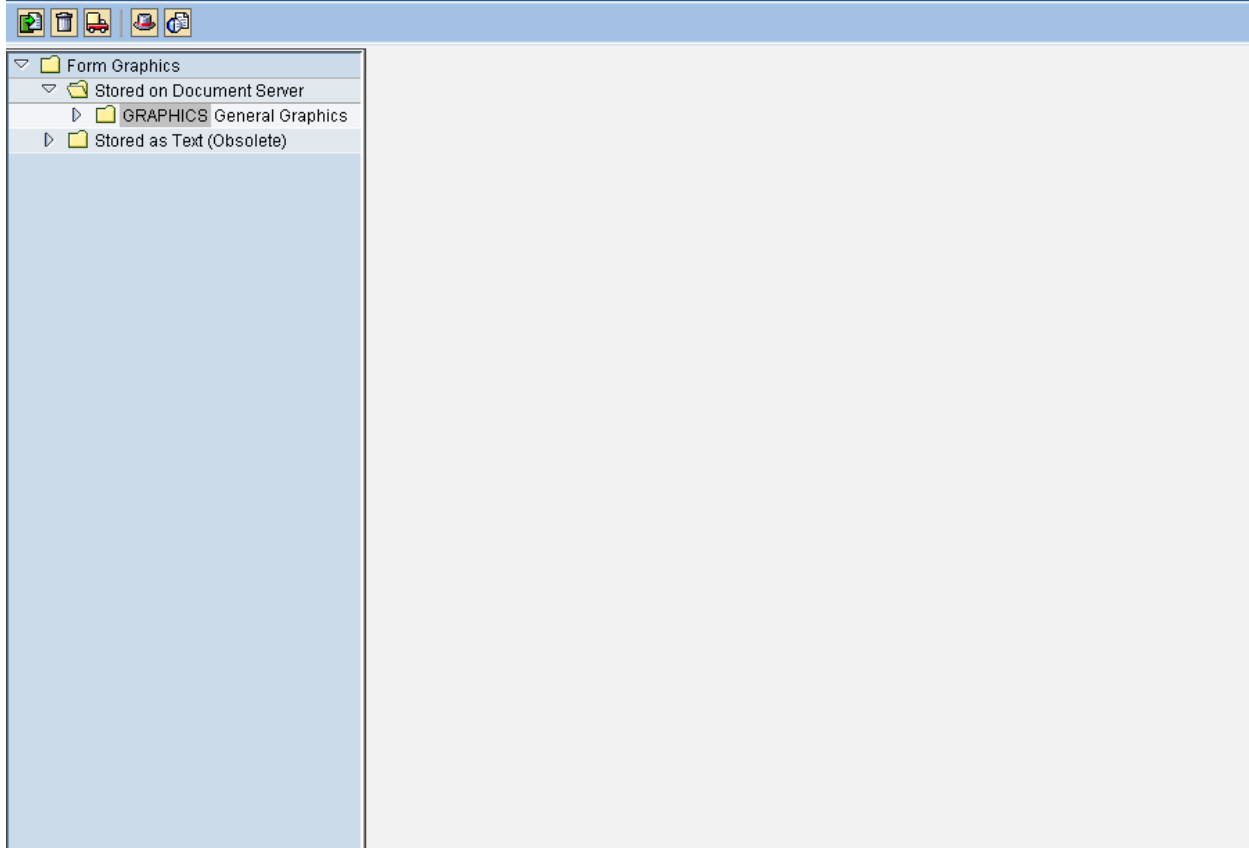 Form Graphics
Stored on Document Server
GRAPHICS General Graphics
Stored as Text (Obsolete)